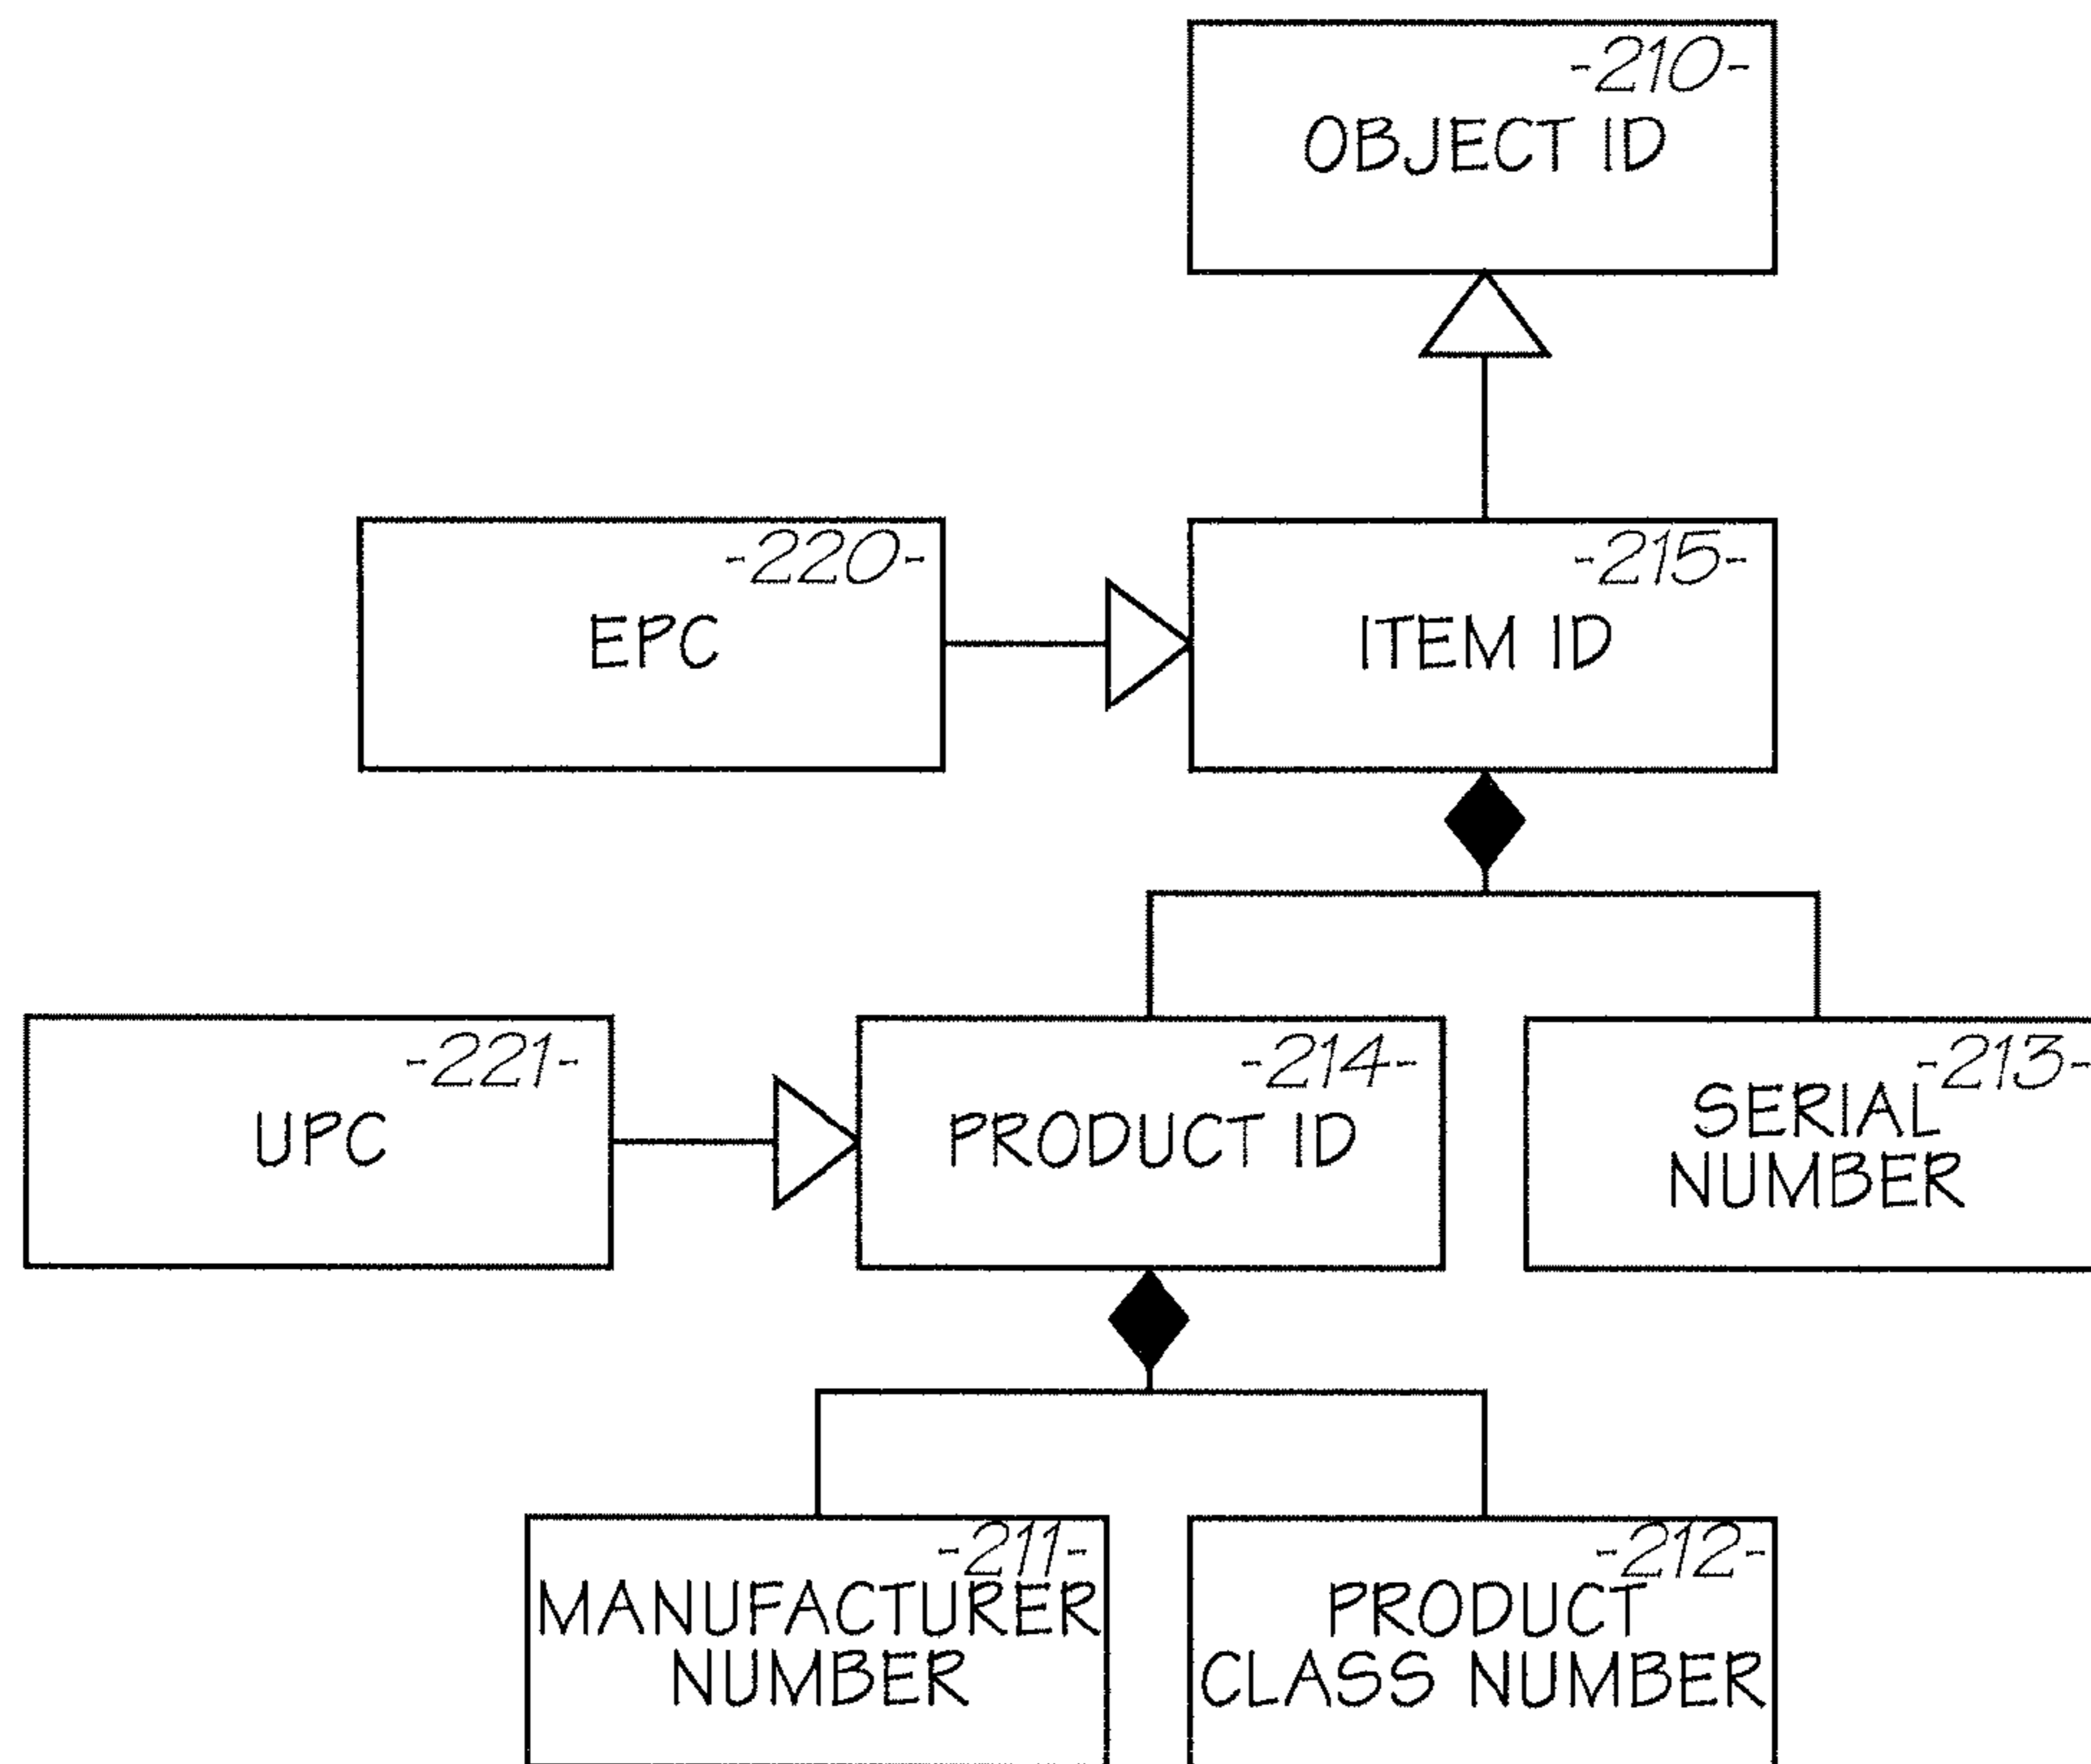 -210-
OBJECT ID
-220-
EPC
-215-
ITEM ID
-221-
UPC
-214-
PRODUCT ID
-213-
SERIAL
NUMBER
-211-
MANUFACTURER
NUMBER
-212-
PRODUCT
CLASS NUMBER